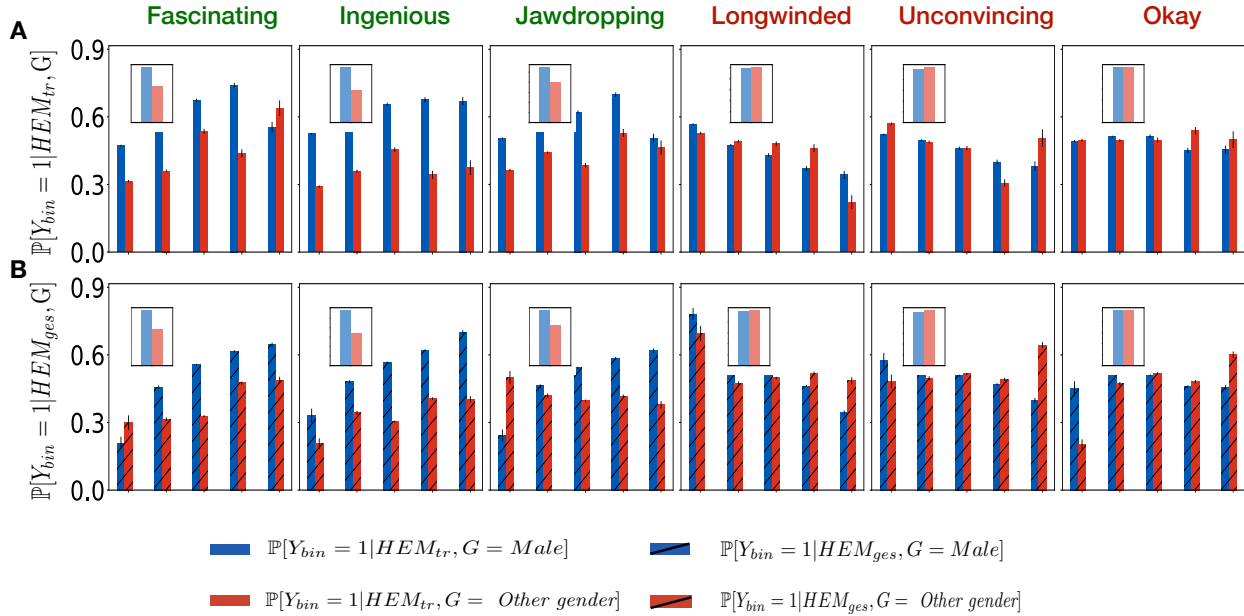 Fascinating Ingenious Jawdropping Longwinded Unconvincing Okay
A
ℙ[Y_bin = 1|HEM_tr, G]
0.9
0.6
0.3
0.0
B
ℙ[Y_bin = 1|HEM_ges, G]
0.9
0.6
0.3
0.0
ℙ[Y_bin = 1|HEM_tr, G = Male] ℙ[Y_bin = 1|HEM_ges, G = Male]
ℙ[Y_bin = 1|HEM_tr, G = Other gender] ℙ[Y_bin = 1|HEM_ges, G = Other gender]